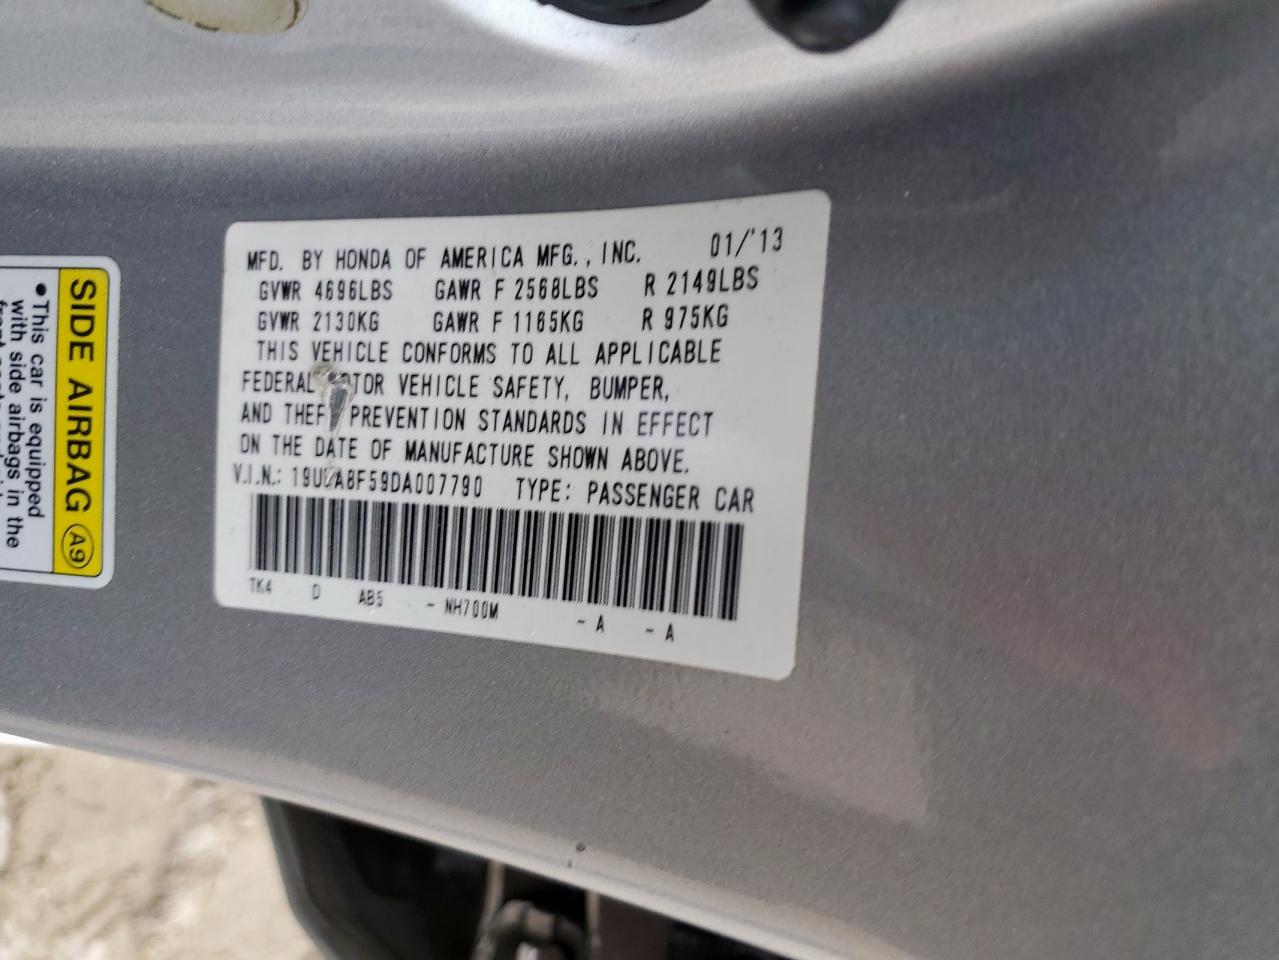 MFD. BY HONDA OF AMERICA MFG., INC. 01/'13
GVWR 4696LBS GAWR F 2568LBS R 2149LBS
GVWR 2130KG GAWR F 1165KG R 975KG
THIS VEHICLE CONFORMS TO ALL APPLICABLE
FEDERAL VEHICLE SAFETY, BUMPER,
AND THEFT PREVENTION STANDARDS IN EFFECT
ON THE DATE OF MANUFACTURE SHOWN ABOVE.
V.I.N.: TYPE: PASSENGER CAR
TK4 D AB5 - NH700M - A - A
SIDE AIRBAG A9
•This car is equipped
with side airbags in the